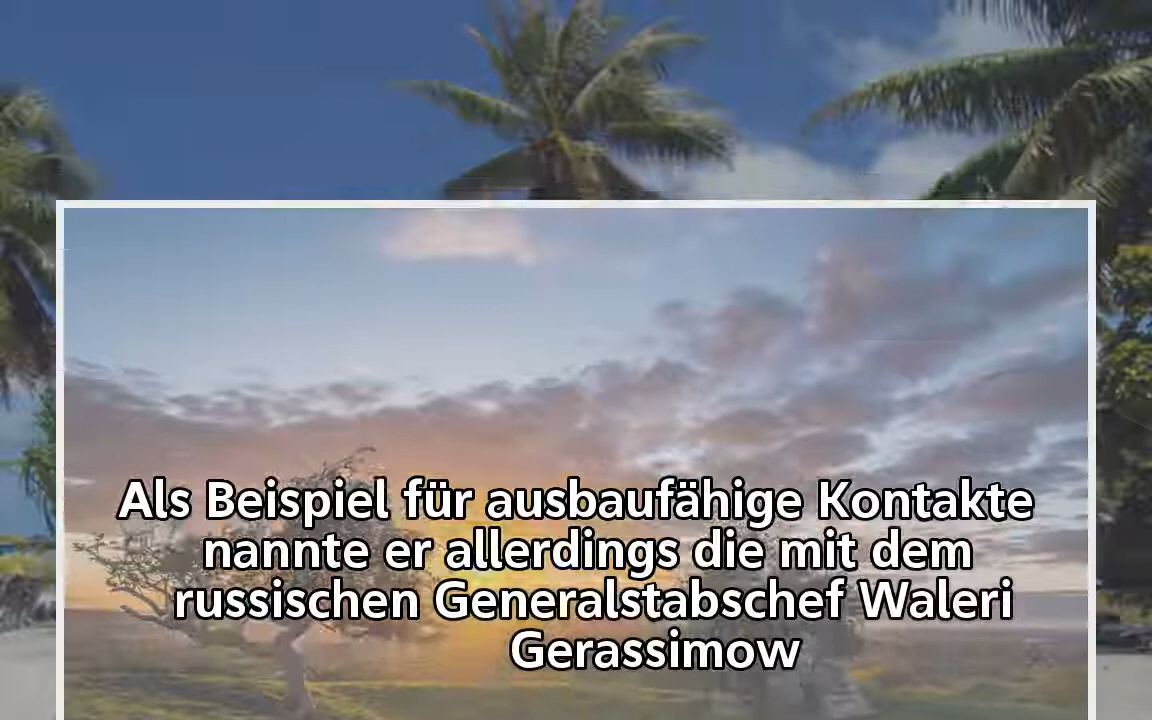 Als Beispiel für ausbaufähige Kontakte
nannte er allerdings die mit dem
russischen Generalstabschef Waleri
Gerassimow